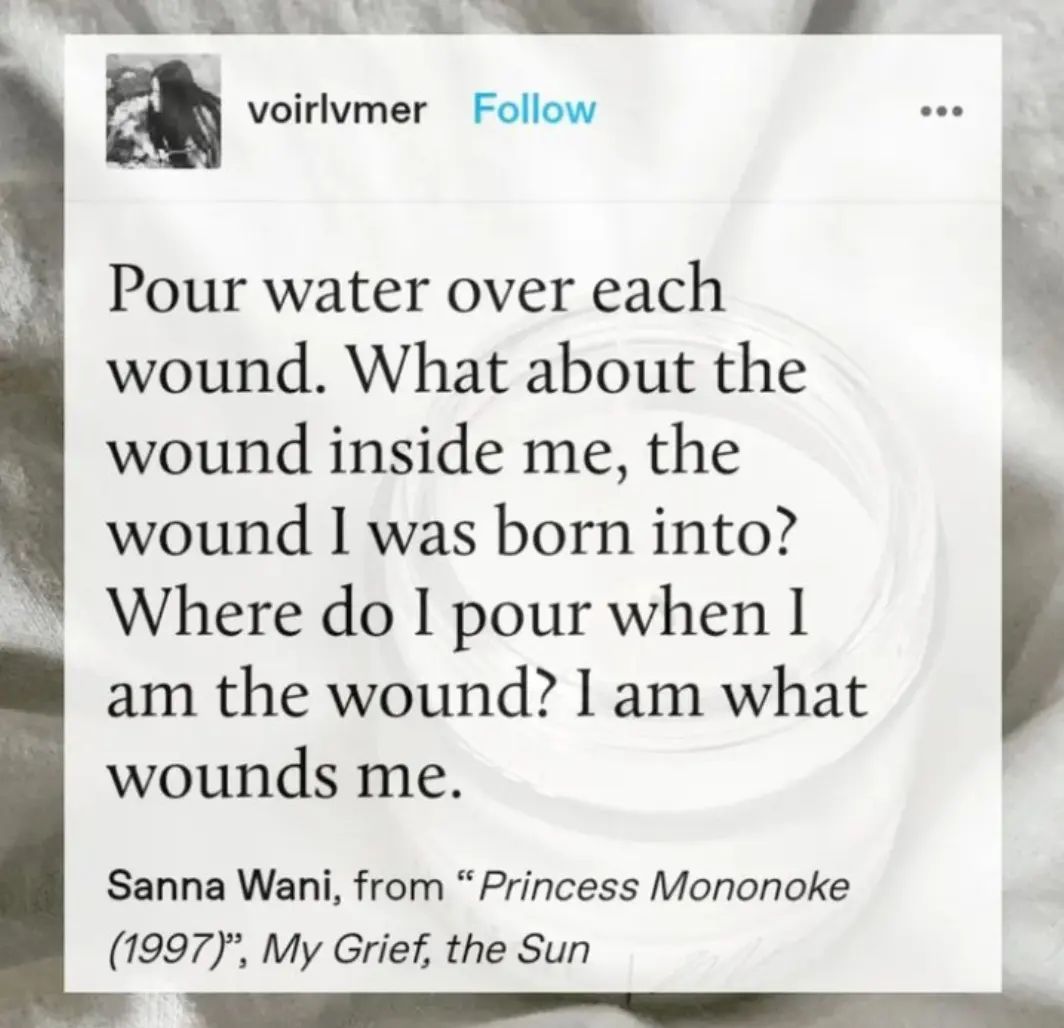 voirlvmer Follow
Pour water over each
wound. What about the
wound inside me, the
wound I was born into?
Where do I pour when I
am the wound? I am what
wounds me.
Sanna Wani, from “Princess Mononoke
(1997)”, My Grief, the Sun